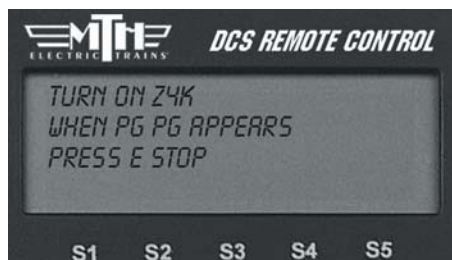 MTH
ELECTRIC TRAINS
DCS REMOTE CONTROL
TURN ON Z4K
WHEN PG PG APPEARS
PRESS E STOP
S1 S2 S3 S4 S5